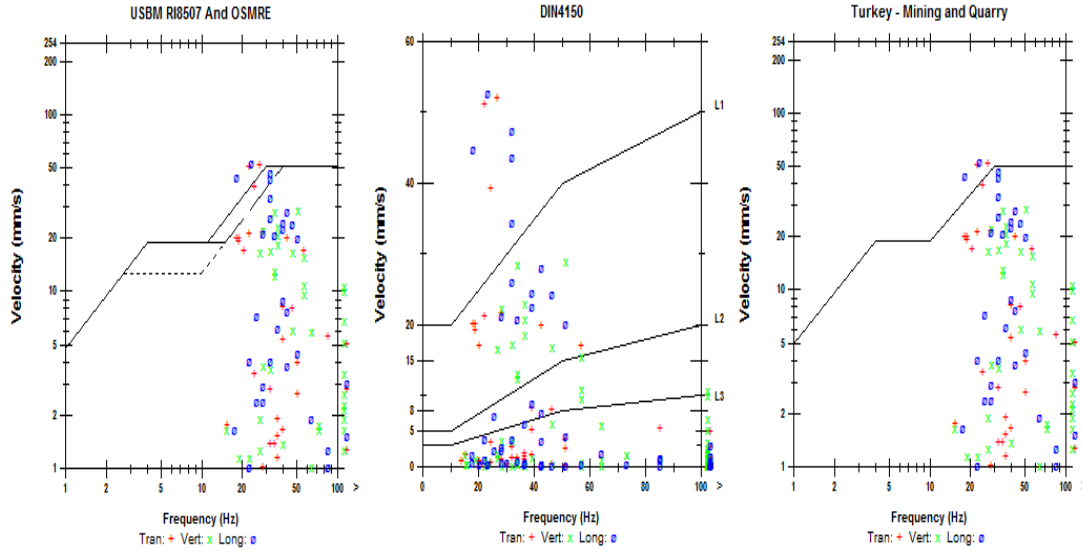 USBM RI8507 And OSMRE
254
200
100
50
20
10
5
2
1
Velocity (mm/s)
1 2 5 10 20 50 100 >
Frequency (Hz)
Tran: + Vert: x Long: ø
DIN4150
60
40
20
15
8
5
3
0
Velocity (mm/s)
L1
L2
L3
0 20 40 60 80 100 >
Frequency (Hz)
Tran: + Vert: x Long: ø
Turkey - Mining and Quarry
254
200
100
50
20
10
5
2
1
Velocity (mm/s)
1 2 5 10 20 50 100 >
Frequency (Hz)
Tran: + Vert: x Long: ø